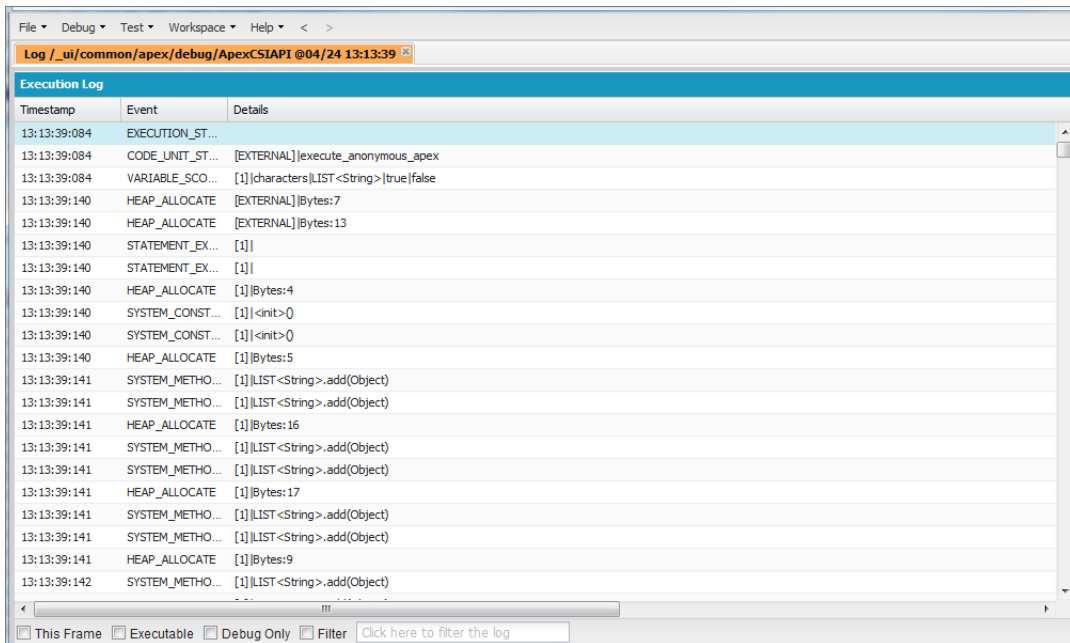 File Debug Test Workspace Help < >
Log /_ui/common/apex/debug/ApexCSIAPI @04/24 13:13:39
Execution Log
Timestamp Event Details
13:13:39:084 EXECUTION_ST...
13:13:39:084 CODE_UNIT_ST... [EXTERNAL]|execute_anonymous_apex
13:13:39:084 VARIABLE_SCO... [1]|characters|LIST<String>|true|false
13:13:39:140 HEAP_ALLOCATE [EXTERNAL]|Bytes:7
13:13:39:140 HEAP_ALLOCATE [EXTERNAL]|Bytes:13
13:13:39:140 STATEMENT_EX... [1]|
13:13:39:140 STATEMENT_EX... [1]|
13:13:39:140 HEAP_ALLOCATE [1]|Bytes:4
13:13:39:140 SYSTEM_CONST... [1]|<init>()
13:13:39:140 SYSTEM_CONST... [1]|<init>()
13:13:39:140 HEAP_ALLOCATE [1]|Bytes:5
13:13:39:141 SYSTEM_METHO... [1]|LIST<String>.add(Object)
13:13:39:141 SYSTEM_METHO... [1]|LIST<String>.add(Object)
13:13:39:141 HEAP_ALLOCATE [1]|Bytes:16
13:13:39:141 SYSTEM_METHO... [1]|LIST<String>.add(Object)
13:13:39:141 SYSTEM_METHO... [1]|LIST<String>.add(Object)
13:13:39:141 HEAP_ALLOCATE [1]|Bytes:17
13:13:39:141 SYSTEM_METHO... [1]|LIST<String>.add(Object)
13:13:39:141 SYSTEM_METHO... [1]|LIST<String>.add(Object)
13:13:39:141 HEAP_ALLOCATE [1]|Bytes:9
13:13:39:142 SYSTEM_METHO... [1]|LIST<String>.add(Object)
This Frame Executable Debug Only Filter Click here to filter the log